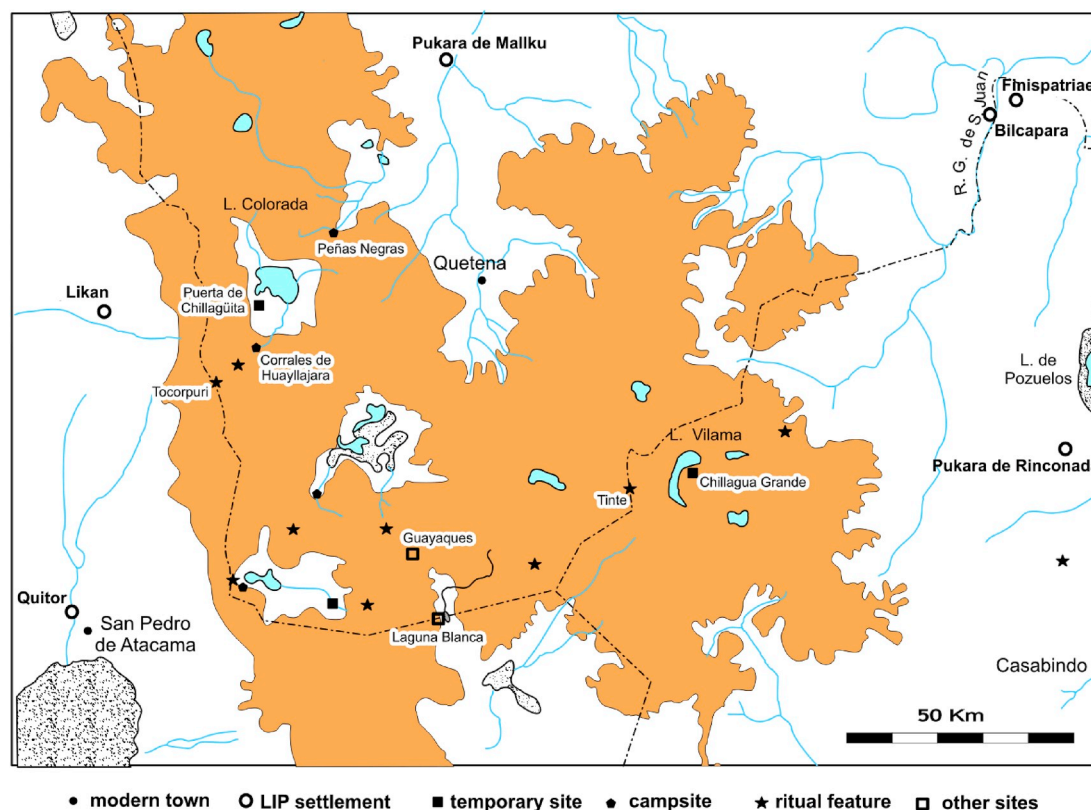 Pukara de Mallku
Finispatriae
Bilcapara
R. G. de S. Juan
L. Colorada
Peñas Negras
Quetena
Likan
Puerta de
Chillagüita
Corrales de
Huayllajara
Tocorpuri
L. de
Pozuelos
L. Vilama
Pukara de Rinconad
Chillagua Grande
Tinte
Guayaques
Quitor
San Pedro
de Atacama
Laguna Blanca
Casabindo
50 Km
modern town
LIP settlement
temporary site
campsite
ritual feature
other sites